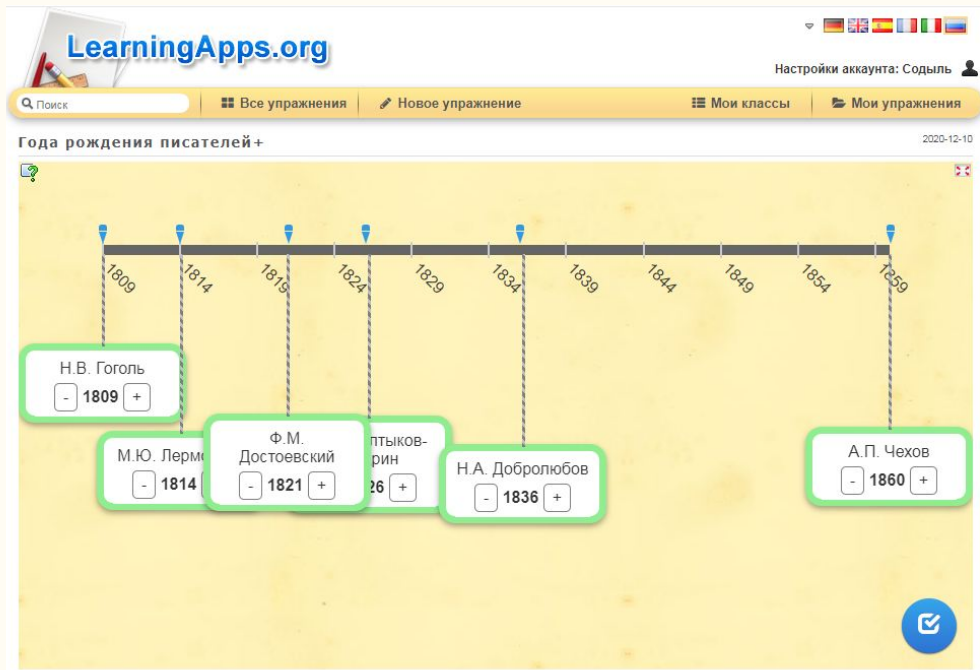 LearningApps.org
Настройки аккаунта: Содыль
Поиск
Все упражнения
Новое упражнение
Мои классы
Мои упражнения
Года рождения писателей+
2020-12-10
1809
1814
1819
1824
1829
1834
1839
1844
1849
1854
1859
Н.В. Гоголь
- 1809 +
М.Ю. Лермо
- 1814
Ф.М.
Достоевский
- 1821 +
лтыков-
рин
26 +
Н.А. Добролюбов
- 1836 +
А.П. Чехов
- 1860 +